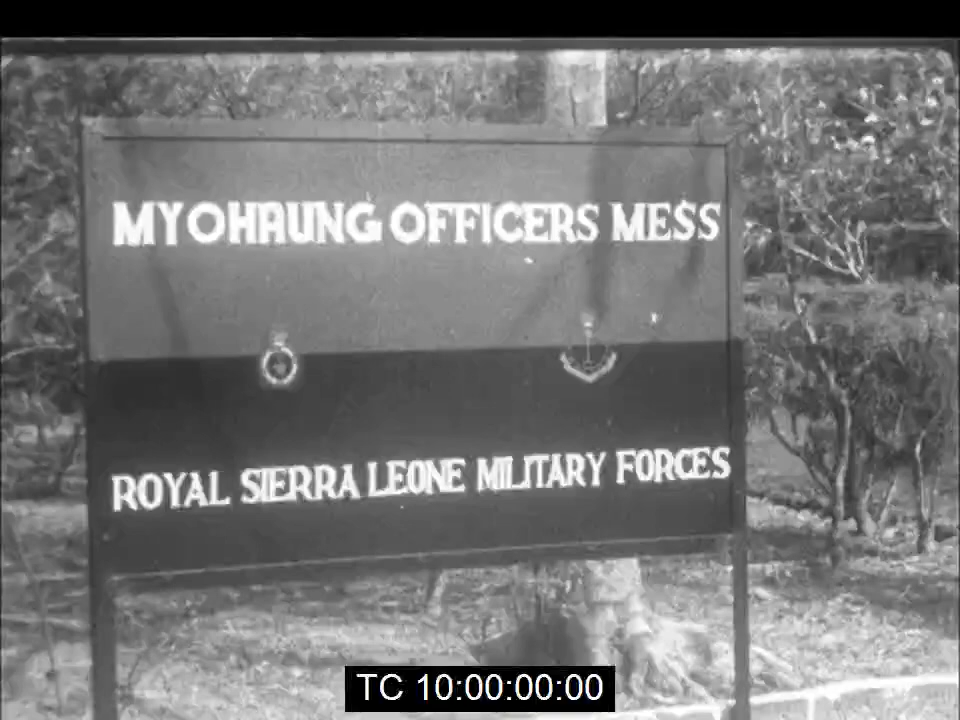 MYOHAUNG OFFICERS MESS
ROYAL SIERRA LEONE MILITARY FORCES
TC 10:00:00:00